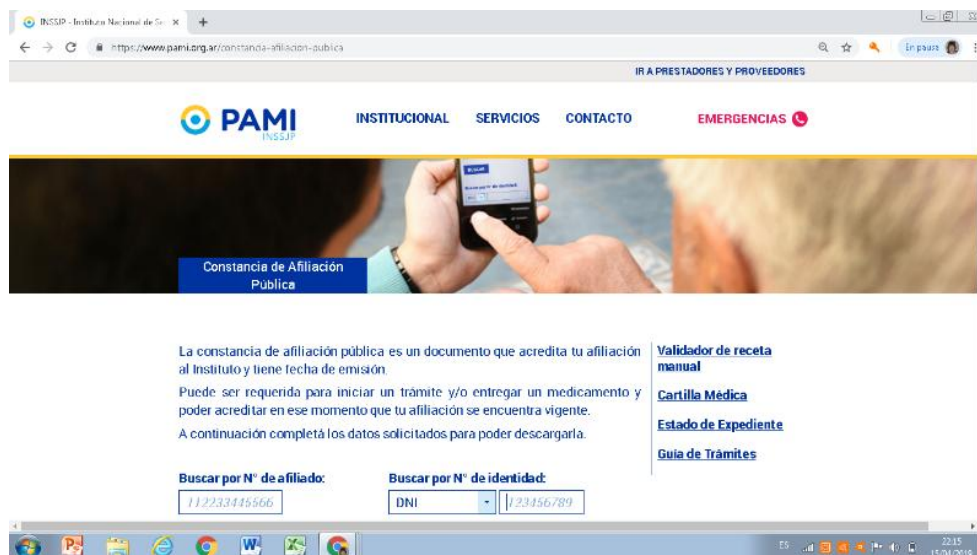 INSSJP - Instituto Nacional de Se
https://www.pami.org.ar/constancia-afiliacion-publica
En pausa
IR A PRESTADORES Y PROVEEDORES
PAMI
INSSJP
INSTITUCIONAL SERVICIOS CONTACTO EMERGENCIAS
BUSCAR
Constancia de Afiliación
Pública
La constancia de afiliación pública es un documento que acredita tu afiliación
al Instituto y tiene fecha de emisión.
Puede ser requerida para iniciar un trámite y/o entregar un medicamento y
poder acreditar en ese momento que tu afiliación se encuentra vigente.
A continuación completá los datos solicitados para poder descargarla.
Validador de receta
manual
Cartilla Médica
Estado de Expediente
Guía de Trámites
Buscar por N° de afiliado:
112233445566
Buscar por N° de identidad:
DNI 123456789
ES
22:15